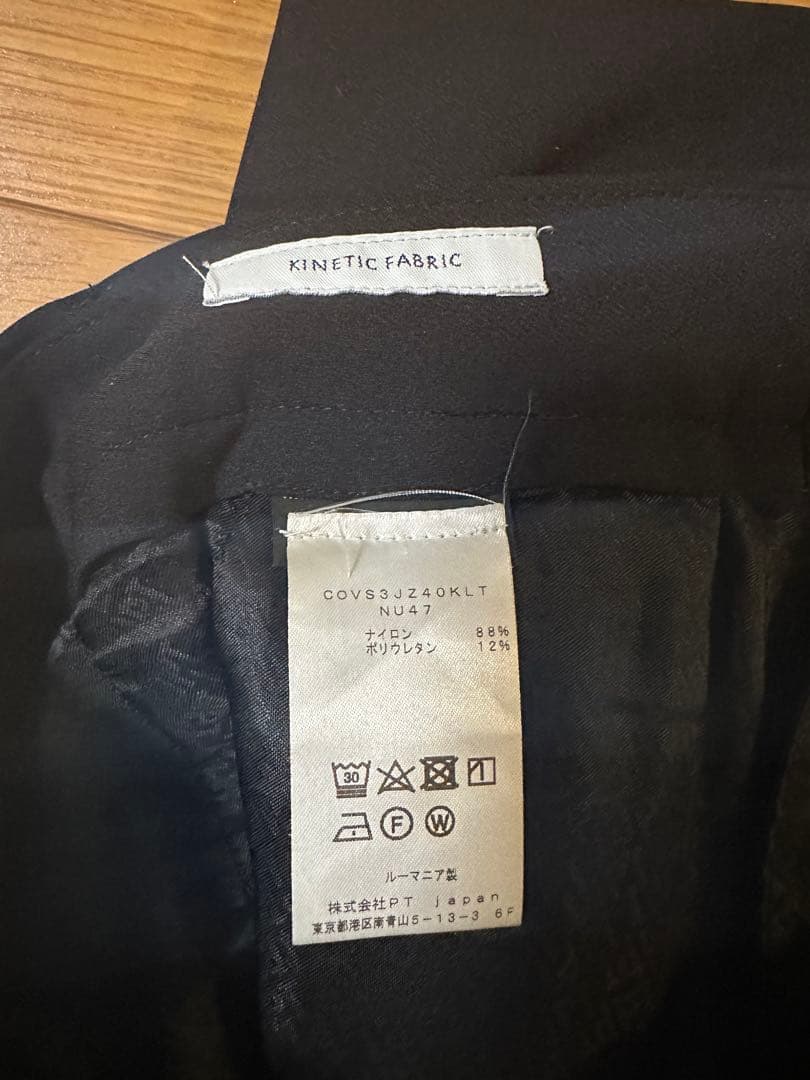 KINETIC FABRIC
COVS3JZ40KLT
NU47
ナイロン 88%
ポリウレタン 12%
30
F W
ルーマニア製
株式会社PT japan
東京都港区南青山5-13-3 6F